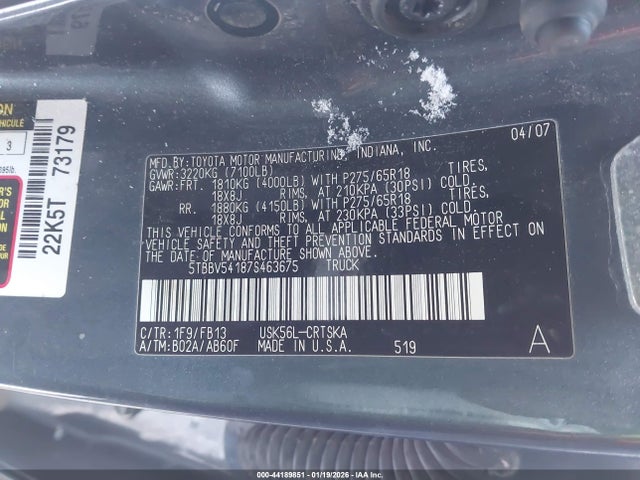 ON
VÉHICULE
3
095lb
22K5T 73179
MFD. BY: TOYOTA MOTOR MANUFACTURING, INDIANA, INC. 04/07
GVWR: 3220KG (7100LB)
GAWR: FRT. 1810KG (4000LB) WITH P275/65R18 TIRES,
18X8J RIMS, AT 210KPA (30PSI) COLD.
RR. 1880KG (4150LB) WITH P275/65R18 TIRES,
18X8J RIMS, AT 230KPA (33PSI) COLD.
THIS VEHICLE CONFORMS TO ALL APPLICABLE FEDERAL MOTOR
VEHICLE SAFETY AND THEFT PREVENTION STANDARDS IN EFFECT ON
THE DATE OF MANUFACTURE SHOWN ABOVE.
5TBBV54187S463675 TRUCK
C/TR: 1F9/FB13 USK56L-CRTSKA A
A/TM: B02A/AB60F MADE IN U.S.A. 519
000-44189851 - 01/19/2026 - IAA Inc.